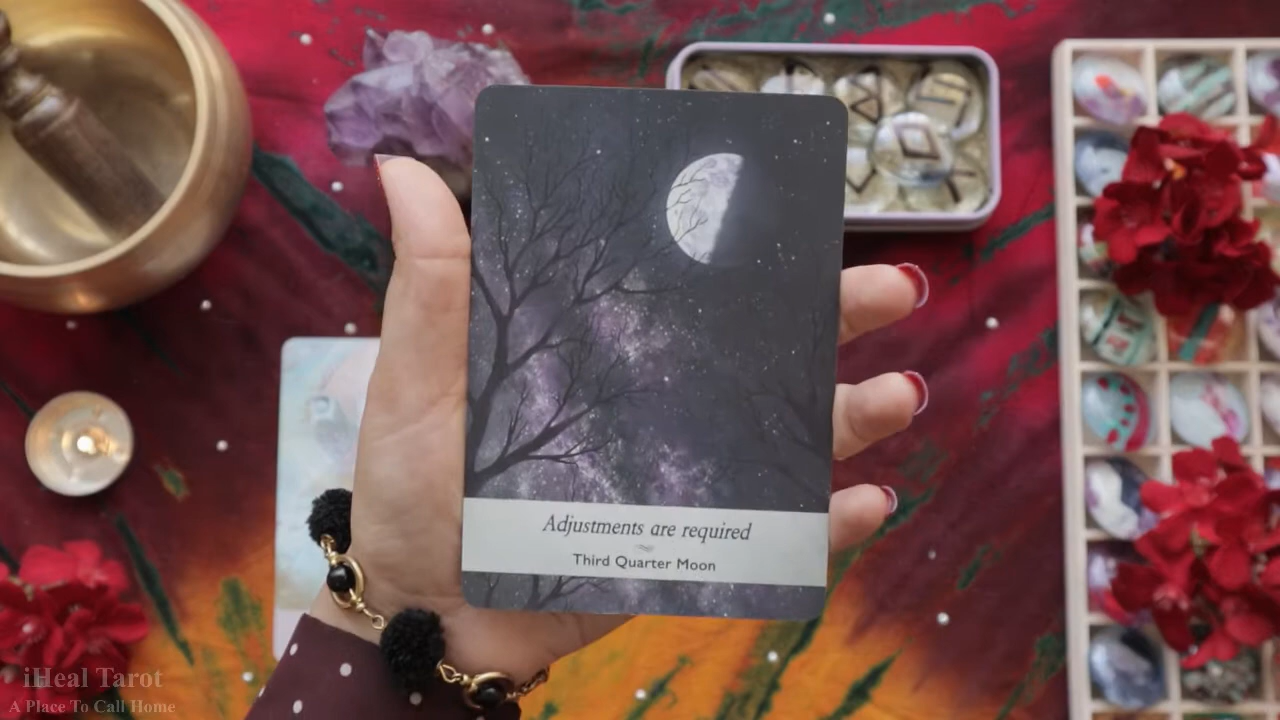 Adjustments are required
Third Quarter Moon
iHeal Tarot
A Place To Call Home